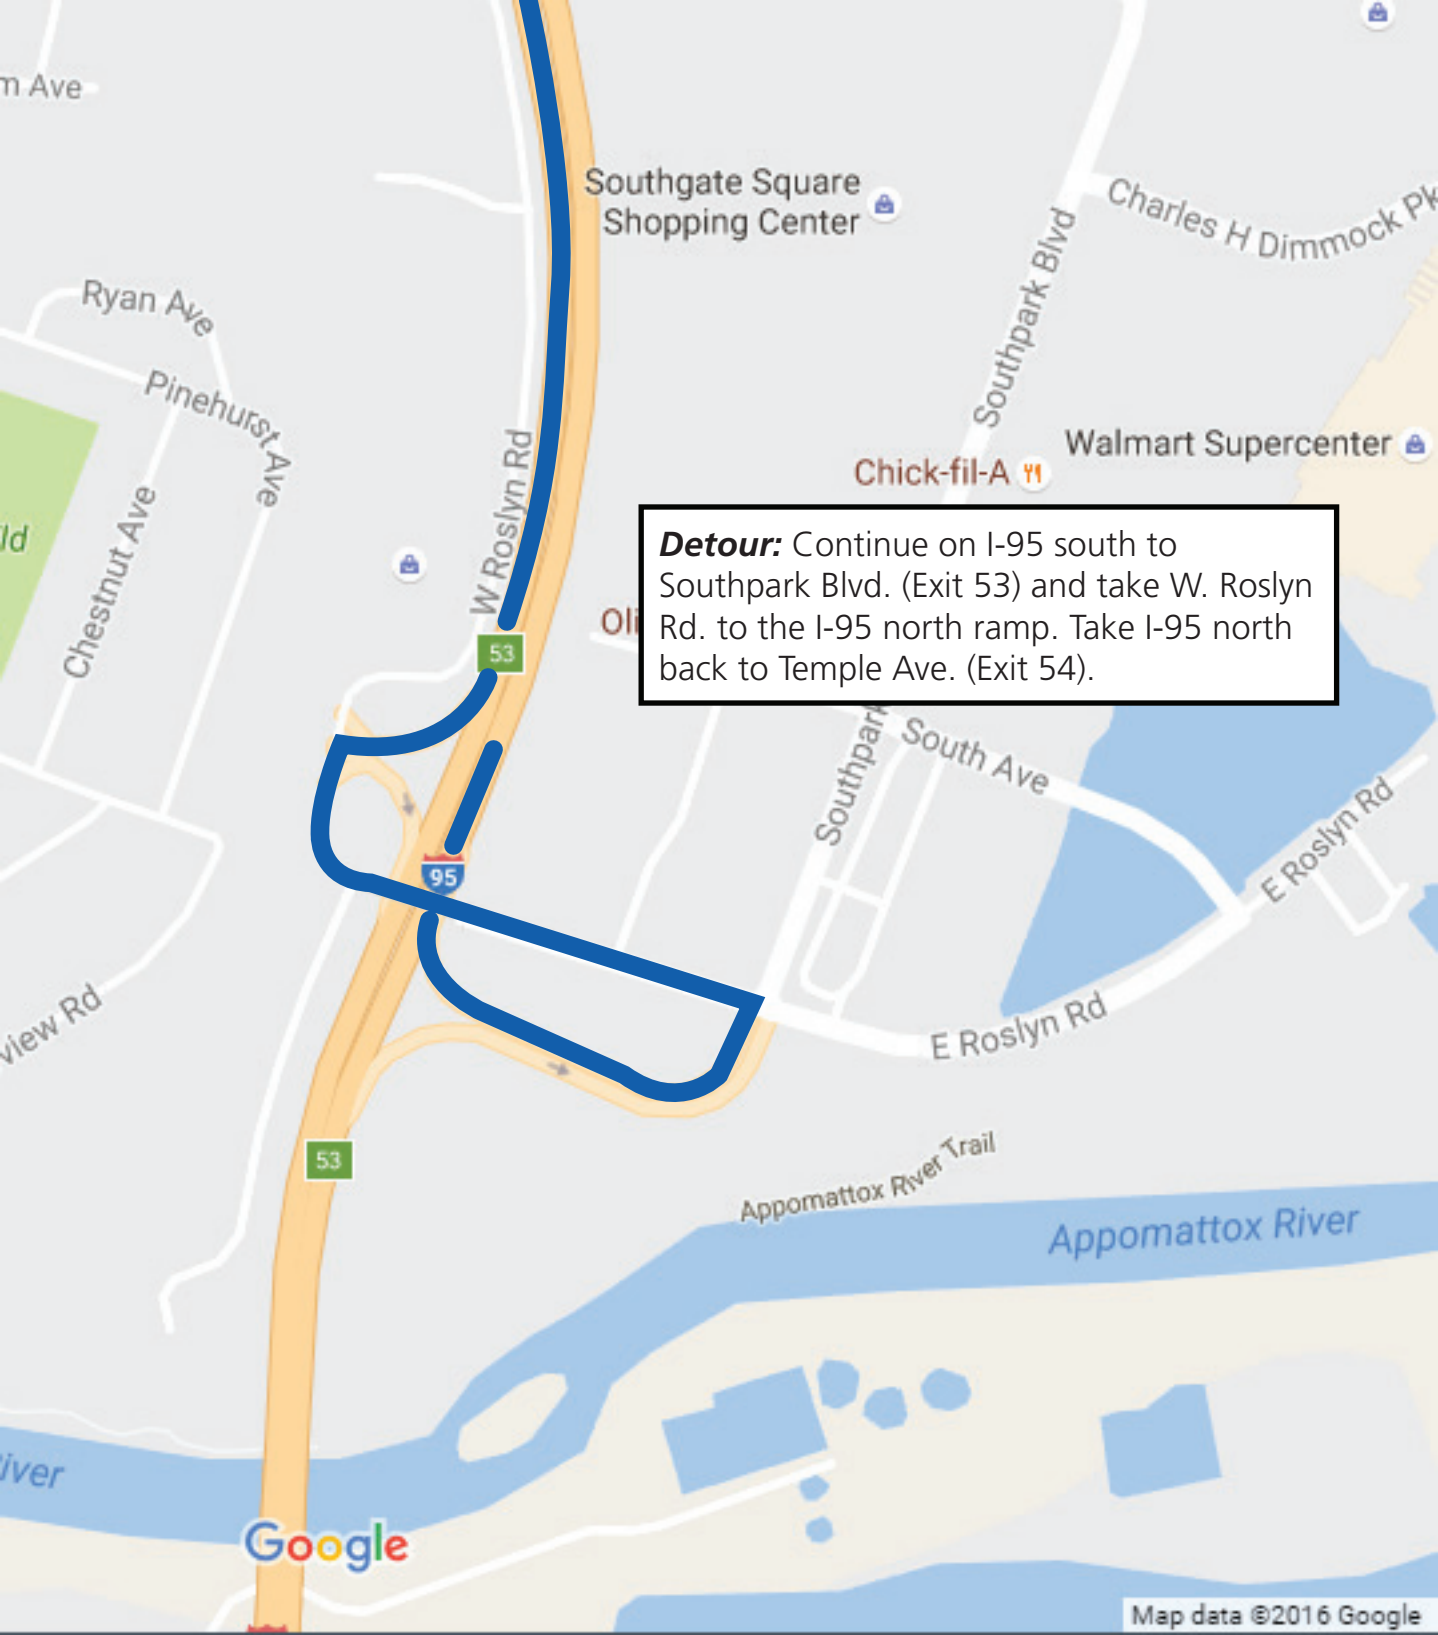 m Ave
Southgate Square
Shopping Center
Charles H Dimmock Pk
Southpark Blvd
Ryan Ave
Pinehurst Ave
W Roslyn Rd
Walmart Supercenter
Chick-fil-A
Chestnut Ave
ld
Detour: Continue on I-95 south to
Southpark Blvd. (Exit 53) and take W. Roslyn
Rd. to the I-95 north ramp. Take I-95 north
back to Temple Ave. (Exit 54).
Oli
53
Southpark
South Ave
E Roslyn Rd
95
view Rd
E Roslyn Rd
53
Appomattox River Trail
Appomattox River
iver
Google
Map data ©2016 Google